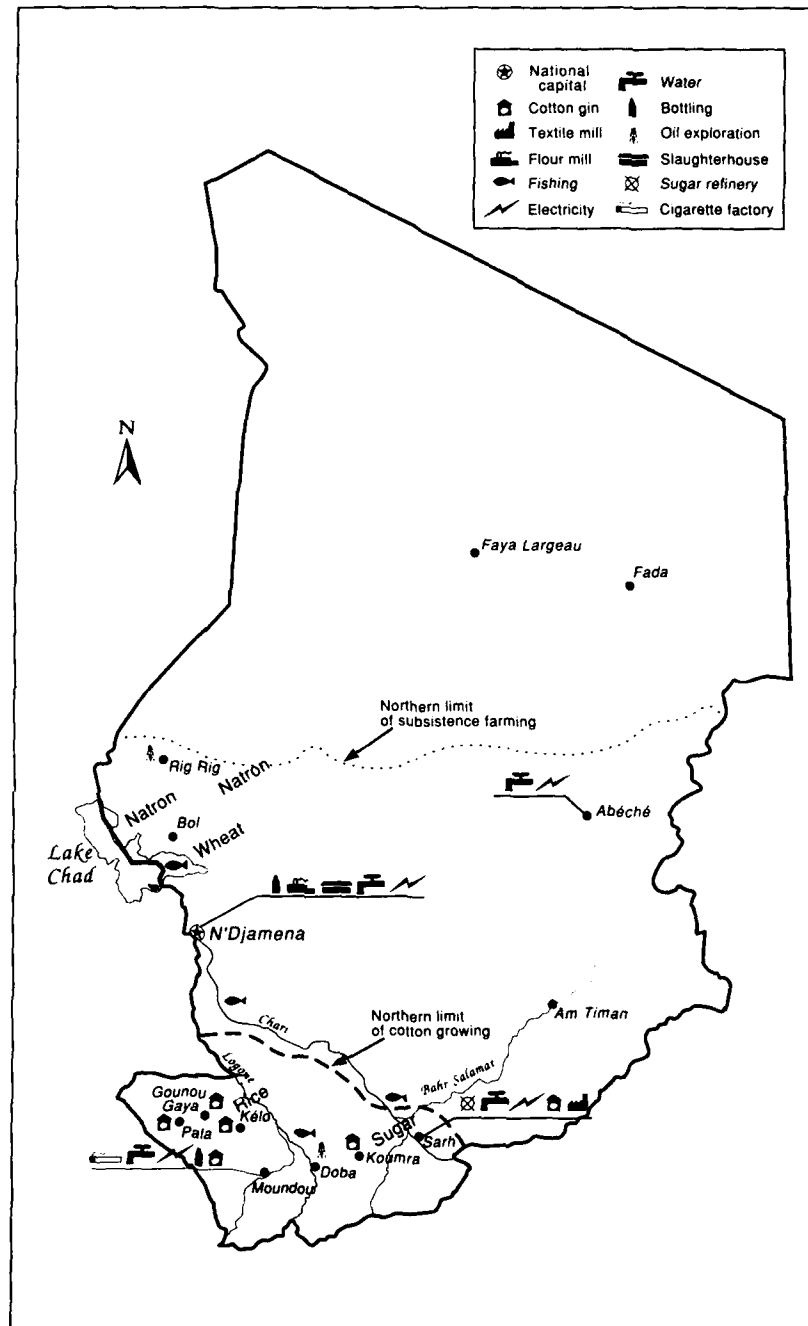 National
capital
Water
Cotton gin
Bottling
Textile mill
Oil exploration
Flour mill
Slaughterhouse
Fishing
Sugar refinery
Electricity
Cigarette factory
N
Faya Largeau
Fada
Northern limit
of subsistence farming
Rig Rig
Natron
Natron
Abéché
Bol
Wheat
Lake
Chad
N'Djamena
Am Timan
Northern limit
of cotton growing
Chari
Logone
Bahr Salamat
Gounou
Gaya
Rice
Kélo
Pala
Sugar
Sarh
Koumra
Doba
Moundou